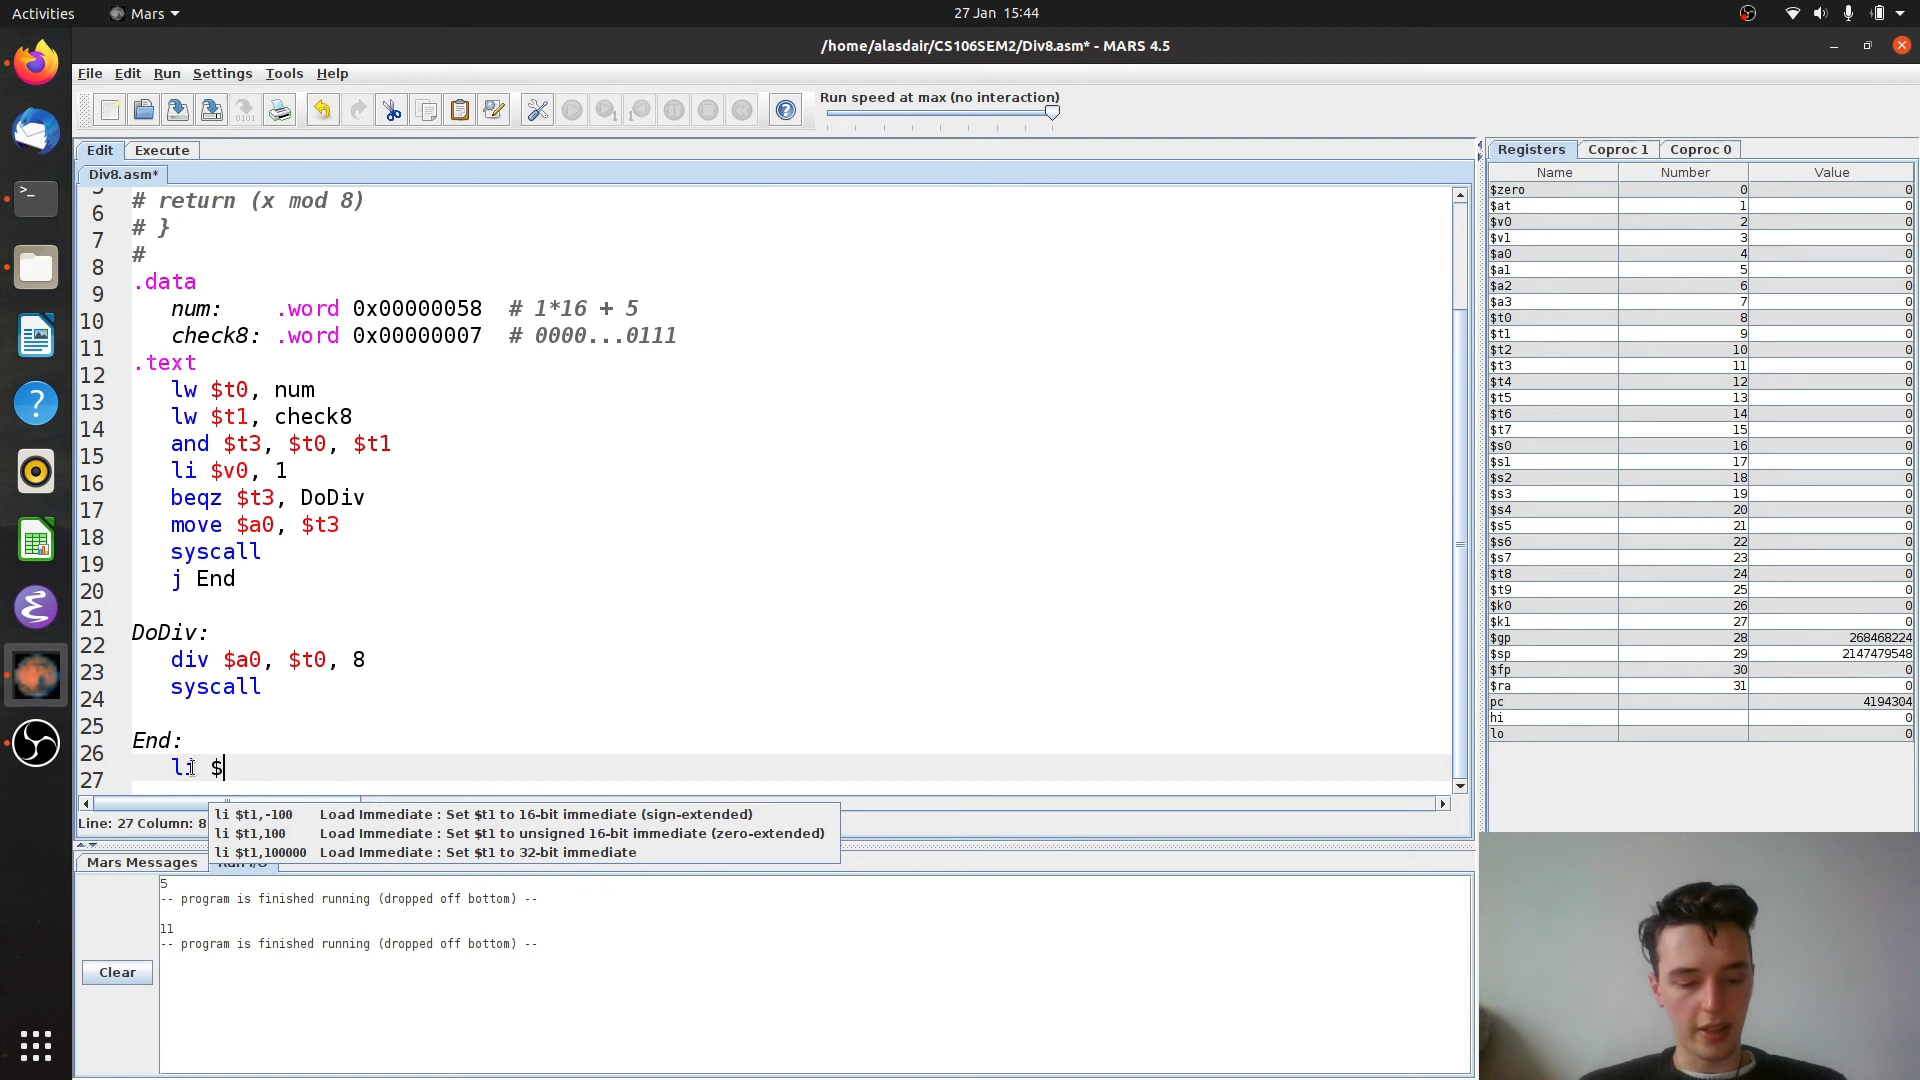 Activities
Mars
27 Jan 15:44
/home/alasdair/CS106SEM2/Div8.asm* - MARS 4.5
File Edit Run Settings Tools Help
Run speed at max (no interaction)
Edit Execute
Div8.asm*
5
6 # return (x mod 8)
7 # }
8 #
9 .data
10 num: .word 0x00000058 # 1*16 + 5
11 check8: .word 0x00000007 # 0000...0111
12 .text
13 lw $t0, num
14 lw $t1, check8
15 and $t3, $t0, $t1
16 li $v0, 1
17 beqz $t3, DoDiv
18 move $a0, $t3
19 syscall
20 j End
21
22 DoDiv:
23 div $a0, $t0, 8
24 syscall
25
26 End:
27 li $
li $t1,-100 Load Immediate : Set $t1 to 16-bit immediate (sign-extended)
li $t1,100 Load Immediate : Set $t1 to unsigned 16-bit immediate (zero-extended)
li $t1,100000 Load Immediate : Set $t1 to 32-bit immediate
Line: 27 Column: 8
Mars Messages Run I/O
5
-- program is finished running (dropped off bottom) --
11
-- program is finished running (dropped off bottom) --
Clear
Registers Coproc 1 Coproc 0
Name Number Value
$zero 0 0
$at 1 0
$v0 2 0
$v1 3 0
$a0 4 0
$a1 5 0
$a2 6 0
$a3 7 0
$t0 8 0
$t1 9 0
$t2 10 0
$t3 11 0
$t4 12 0
$t5 13 0
$t6 14 0
$t7 15 0
$s0 16 0
$s1 17 0
$s2 18 0
$s3 19 0
$s4 20 0
$s5 21 0
$s6 22 0
$s7 23 0
$t8 24 0
$t9 25 0
$k0 26 0
$k1 27 0
$gp 28 268468224
$sp 29 2147479548
$fp 30 0
$ra 31 0
pc 4194304
hi 0
lo 0